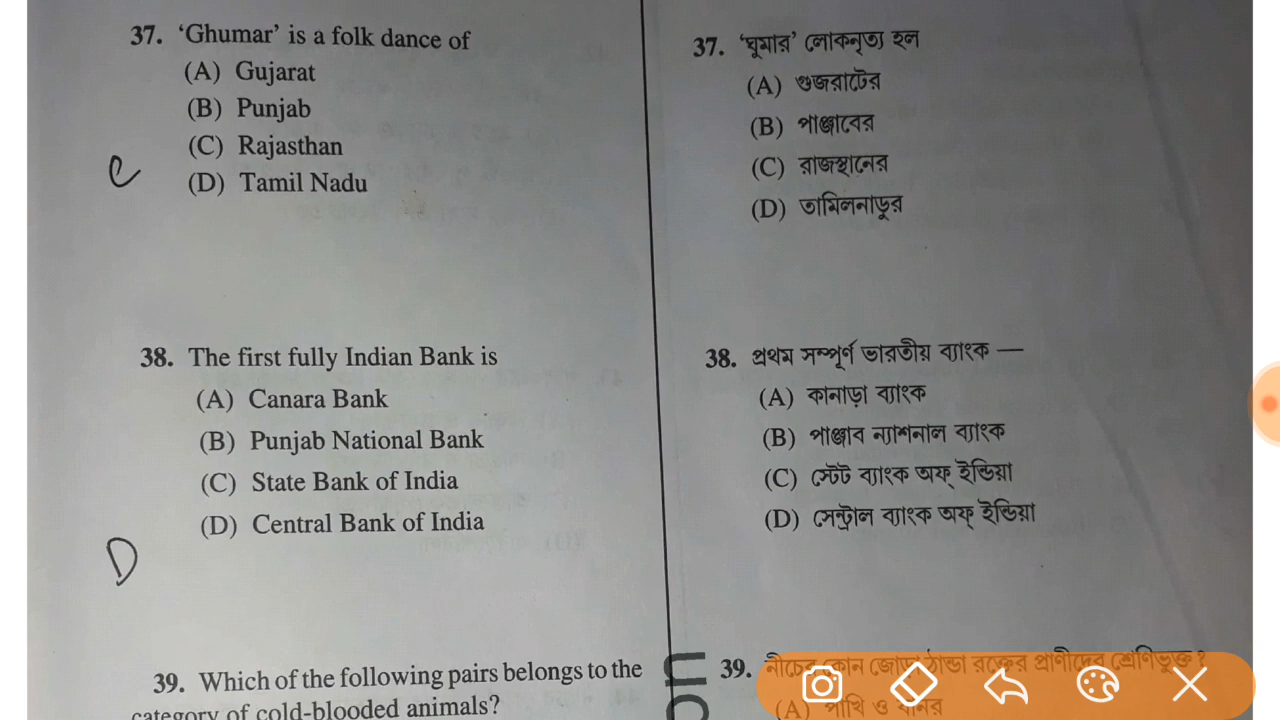 37. ‘Ghumar’ is a folk dance of
(A) Gujarat
(B) Punjab
(C) Rajasthan
(D) Tamil Nadu
C
38. The first fully Indian Bank is
(A) Canara Bank
(B) Punjab National Bank
(C) State Bank of India
(D) Central Bank of India
D
39. Which of the following pairs belongs to the
category of cold-blooded animals?
37. ‘ঘুমার’ লোকনৃত্য হল
(A) গুজরাটের
(B) পাঞ্জাবের
(C) রাজস্থানের
(D) তামিলনাড়ুর
38. প্রথম সম্পূর্ণ ভারতীয় ব্যাংক —
(A) কানাড়া ব্যাংক
(B) পাঞ্জাব ন্যাশনাল ব্যাংক
(C) স্টেট ব্যাংক অফ্ ইন্ডিয়া
(D) সেন্ট্রাল ব্যাংক অফ্ ইন্ডিয়া
39. নীচের কোন জোড়া ঠান্ডা রক্তের প্রাণীদের শ্রেণিভুক্ত?
(A) পাখি ও বানর